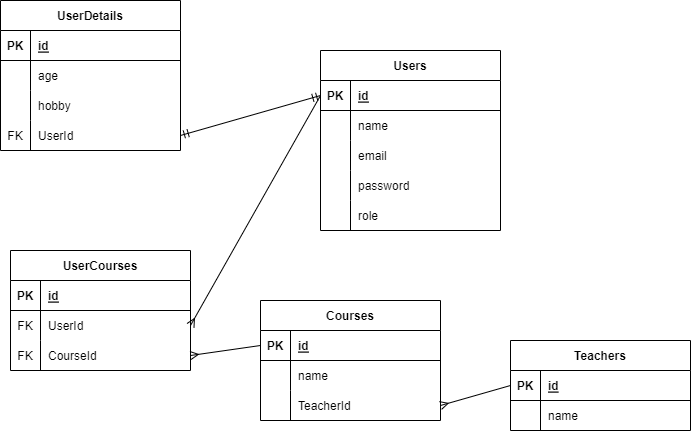 UserDetails
PK id
age
hobby
FK UserId
Users
PK id
name
email
password
role
UserCourses
PK id
FK UserId
FK CourseId
Courses
PK id
name
TeacherId
Teachers
PK id
name